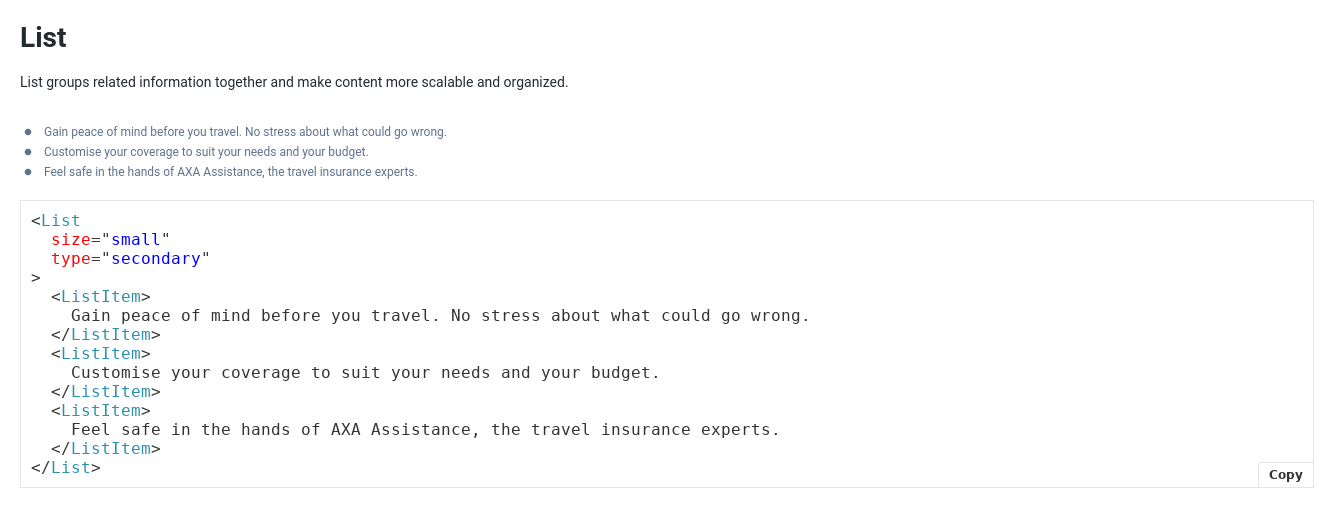 List
List groups related information together and make content more scalable and organized.
Gain peace of mind before you travel. No stress about what could go wrong.
Customise your coverage to suit your needs and your budget.
Feel safe in the hands of AXA Assistance, the travel insurance experts.
<List
  size="small"
  type="secondary"
>
  <ListItem>
    Gain peace of mind before you travel. No stress about what could go wrong.
  </ListItem>
  <ListItem>
    Customise your coverage to suit your needs and your budget.
  </ListItem>
  <ListItem>
    Feel safe in the hands of AXA Assistance, the travel insurance experts.
  </ListItem>
</List>
Copy